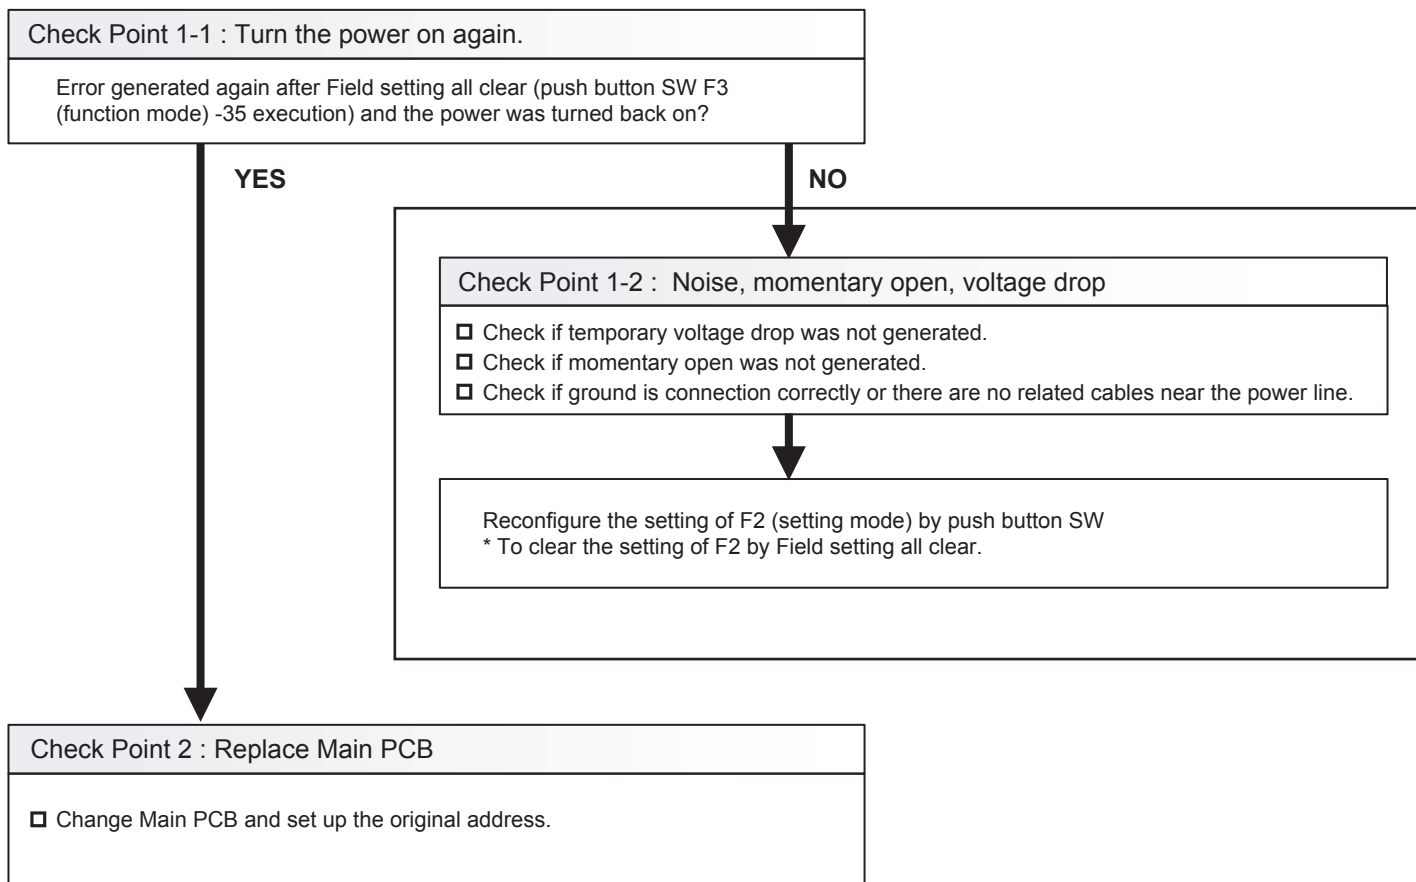 Check Point 1-1 : Turn the power on again.
Error generated again after Field setting all clear (push button SW F3
(function mode) -35 execution) and the power was turned back on?
YES
NO
Check Point 1-2 :  Noise, momentary open, voltage drop
Check if temporary voltage drop was not generated.
Check if momentary open was not generated.
Check if ground is connection correctly or there are no related cables near the power line.
Reconfigure the setting of F2 (setting mode) by push button SW
* To clear the setting of F2 by Field setting all clear.
Check Point 2 : Replace Main PCB
Change Main PCB and set up the original address.